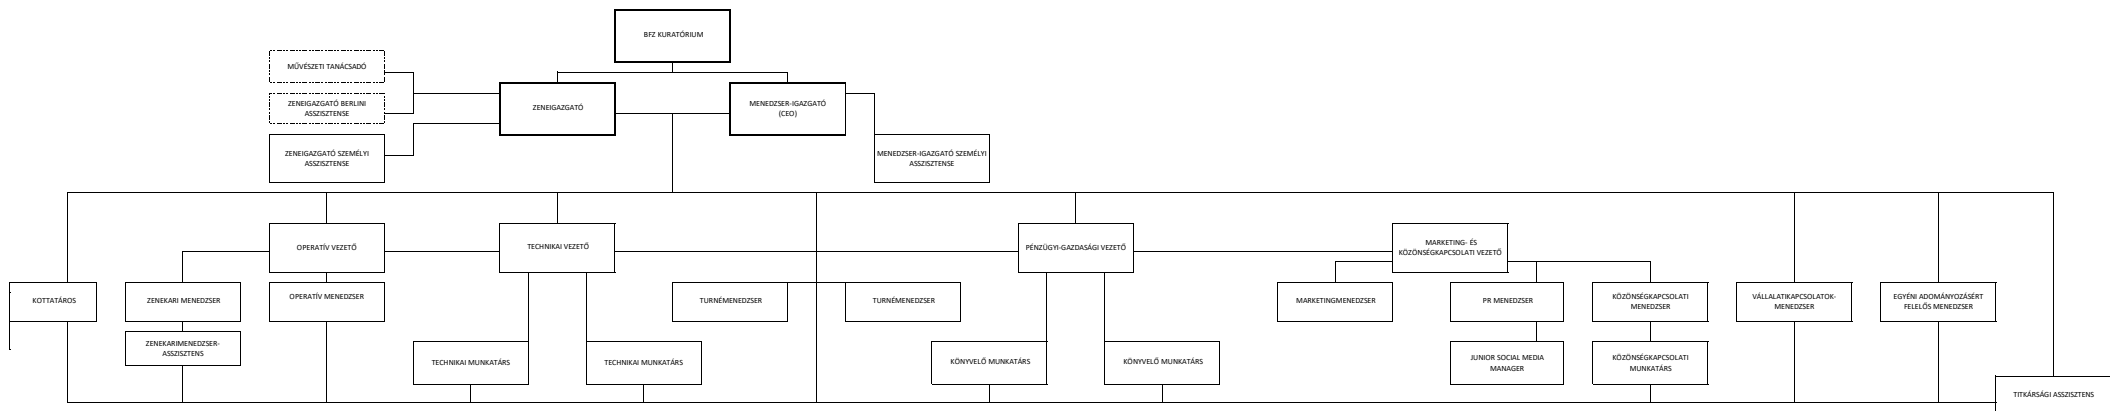 BFZ KURATÓRIUM
MŰVÉSZETI TANÁCSADÓ
ZENEIGAZGATÓ BERLINI
ASSZISZTENSE
ZENEIGAZGATÓ
MENEDZSER-IGAZGATÓ
(CEO)
ZENEIGAZGATÓ SZEMÉLYI
ASSZISZTENSE
MENEDZSER-IGAZGATÓ SZEMÉLYI
ASSZISZTENSE
OPERATÍV VEZETŐ
TECHNIKAI VEZETŐ
PÉNZÜGYI-GAZDASÁGI VEZETŐ
MARKETING- ÉS
KÖZÖNSÉGKAPCSOLATI VEZETŐ
KOTTATÁROS
ZENEKARI MENEDZSER
OPERATÍV MENEDZSER
TURNÉMENEDZSER
TURNÉMENEDZSER
MARKETINGMENEDZSER
PR MENEDZSER
KÖZÖNSÉGKAPCSOLATI
MENEDZSER
VÁLLALATIKAPCSOLATOK-
MENEDZSER
EGYÉNI ADOMÁNYOZÁSÉRT
FELELŐS MENEDZSER
ZENEKARIMENEDZSER-
ASSZISZTENS
TECHNIKAI MUNKATÁRS
TECHNIKAI MUNKATÁRS
KÖNYVELŐ MUNKATÁRS
KÖNYVELŐ MUNKATÁRS
JUNIOR SOCIAL MEDIA
MANAGER
KÖZÖNSÉGKAPCSOLATI
MUNKATÁRS
TITKÁRSÁGI ASSZISZTENS